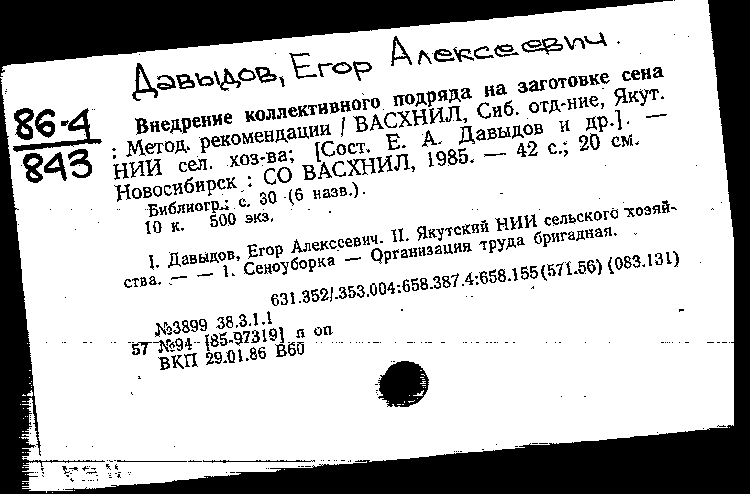 Давыдов, Егор Алексеевич.
86-4
843
Внедрение коллективного подряда на заготовке сена
: Метод. рекомендации / ВАСХНИЛ, Сиб. отд-ние, Якут.
НИИ сел. хоз-ва; [Сост. Е. А. Давыдов и др.]. —
Новосибирск : СО ВАСХНИЛ, 1985. — 42 с.; 20 см.
Библиогр.: с. 30 (6 назв.).
10 к. 500 экз.
I. Давыдов, Егор Алексеевич. II. Якутский НИИ сельского хозяй-
ства. — — 1. Сеноуборка — Организация труда бригадная.
631.352/.353.004:658.387.4:658.155(571.56) (083.131)
№3899 38.3.1.1
57 №94 [85-97319] п оп
ВКП 29.01.86 В60